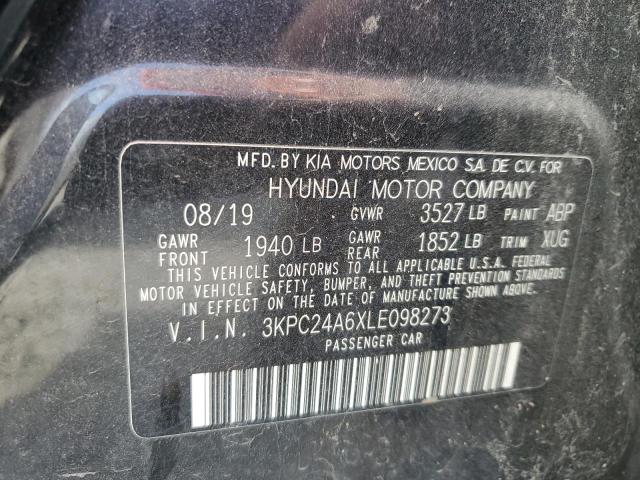 MFD. BY KIA MOTORS MEXICO S.A. DE C.V. FOR
HYUNDAI MOTOR COMPANY
08/19 GVWR 3527 LB PAINT ABP
GAWR FRONT 1940 LB GAWR REAR 1852 LB TRIM XUG
THIS VEHICLE CONFORMS TO ALL APPLICABLE U.S.A. FEDERAL
MOTOR VEHICLE SAFETY, BUMPER, AND THEFT PREVENTION STANDARDS
IN EFFECT ON THE DATE OF MANUFACTURE SHOWN ABOVE.
V.I.N. 3KPC24A6XLE098273
PASSENGER CAR